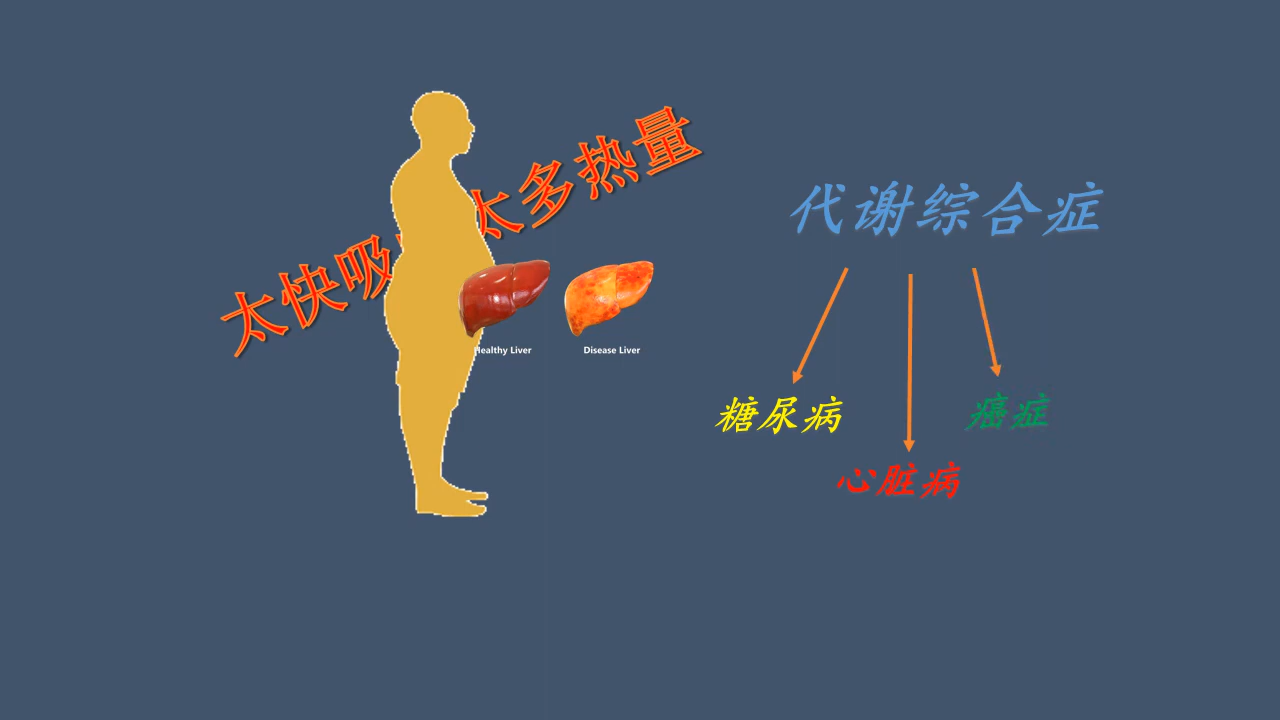 太快吸 太多热量
代谢综合症
Healthy Liver
Disease Liver
糖尿病
癌症
心脏病